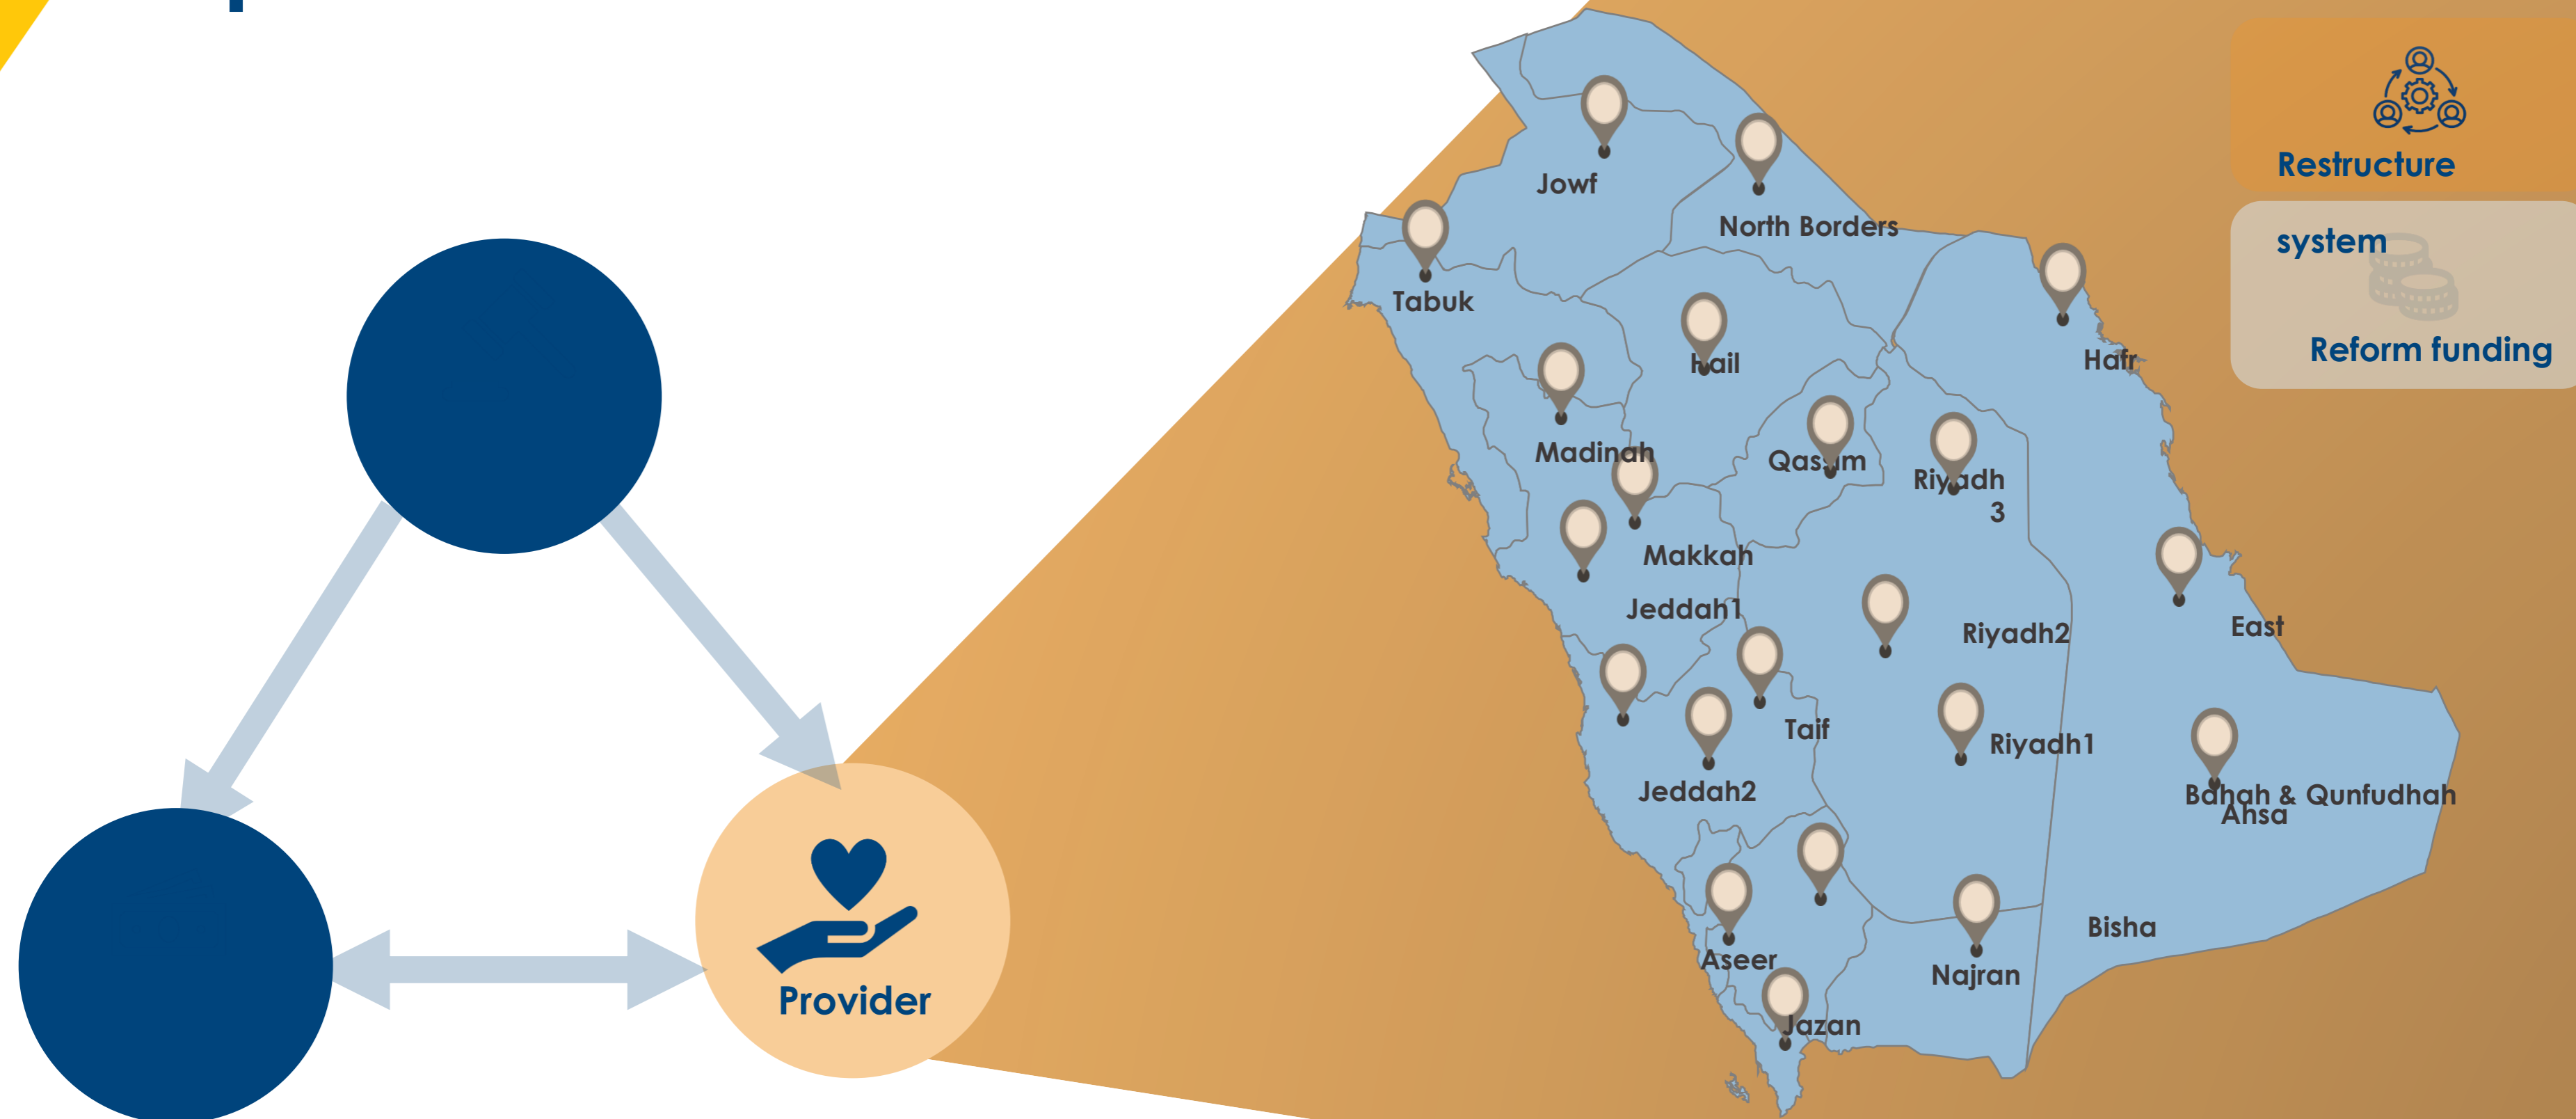 Restructure
system
Reform funding
Jowf
North Borders
Tabuk
Hail
Hafr
Madinah
Qassim
Riyadh
3
Makkah
Jeddah1
Riyadh2
East
Taif
Riyadh1
Jeddah2
Bahah & Qunfudhah
Ahsa
Bisha
Aseer
Najran
Jazan
Provider